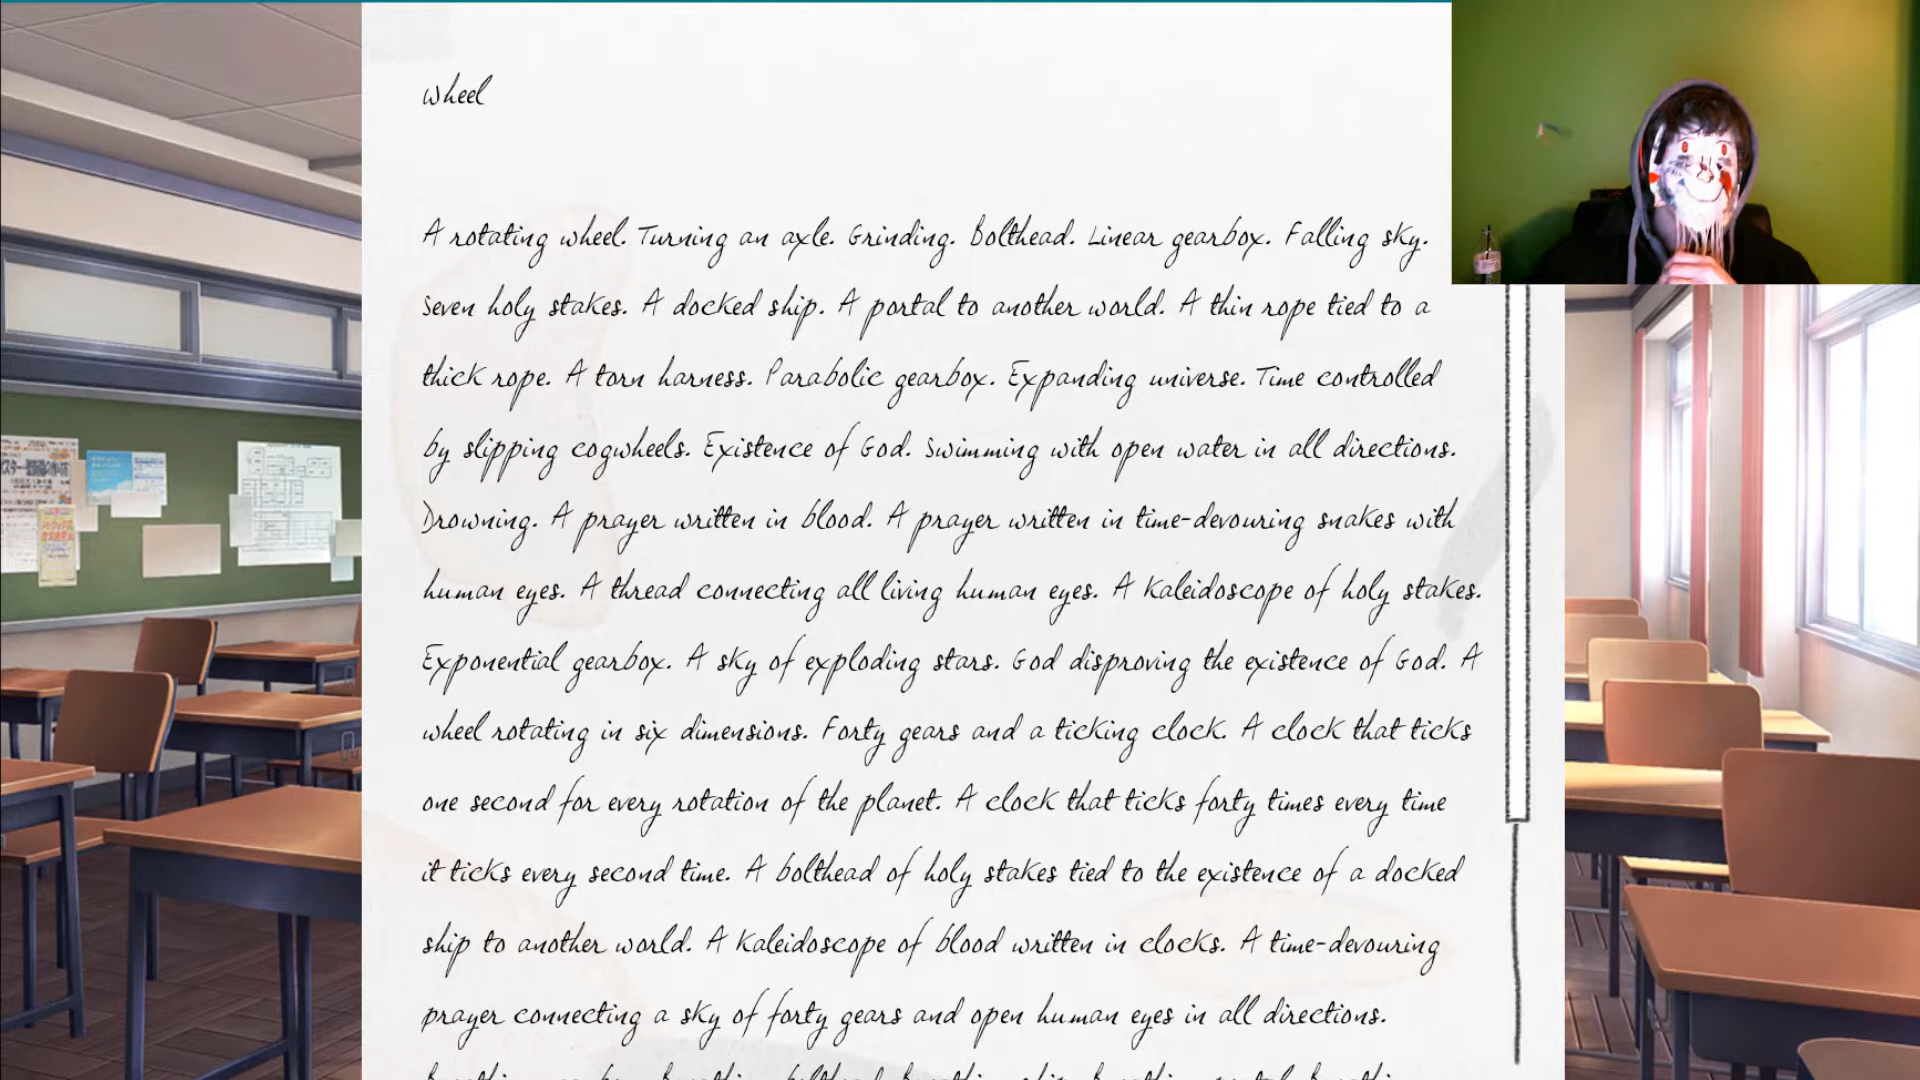 wheel
A rotating wheel. Turning an axle. Grinding. Bolthead. Linear gearbox. Falling sky.
Seven holy stakes. A docked ship. A portal to another world. A thin rope tied to a
thick rope. A torn harness. Parabolic gearbox. Expanding universe. Time controlled
by slipping cogwheels. Existence of God. Swimming with open water in all directions.
Drowning. A prayer written in blood. A prayer written in time-devouring snakes with
human eyes. A thread connecting all living human eyes. A kaleidoscope of holy stakes.
Exponential gearbox. A sky of exploding stars. God disproving the existence of God. A
wheel rotating in six dimensions. Forty gears and a ticking clock. A clock that ticks
one second for every rotation of the planet. A clock that ticks forty times every time
it ticks every second time. A bolthead of holy stakes tied to the existence of a docked
ship to another world. A kaleidoscope of blood written in clocks. A time-devouring
prayer connecting a sky of forty gears and open human eyes in all directions.